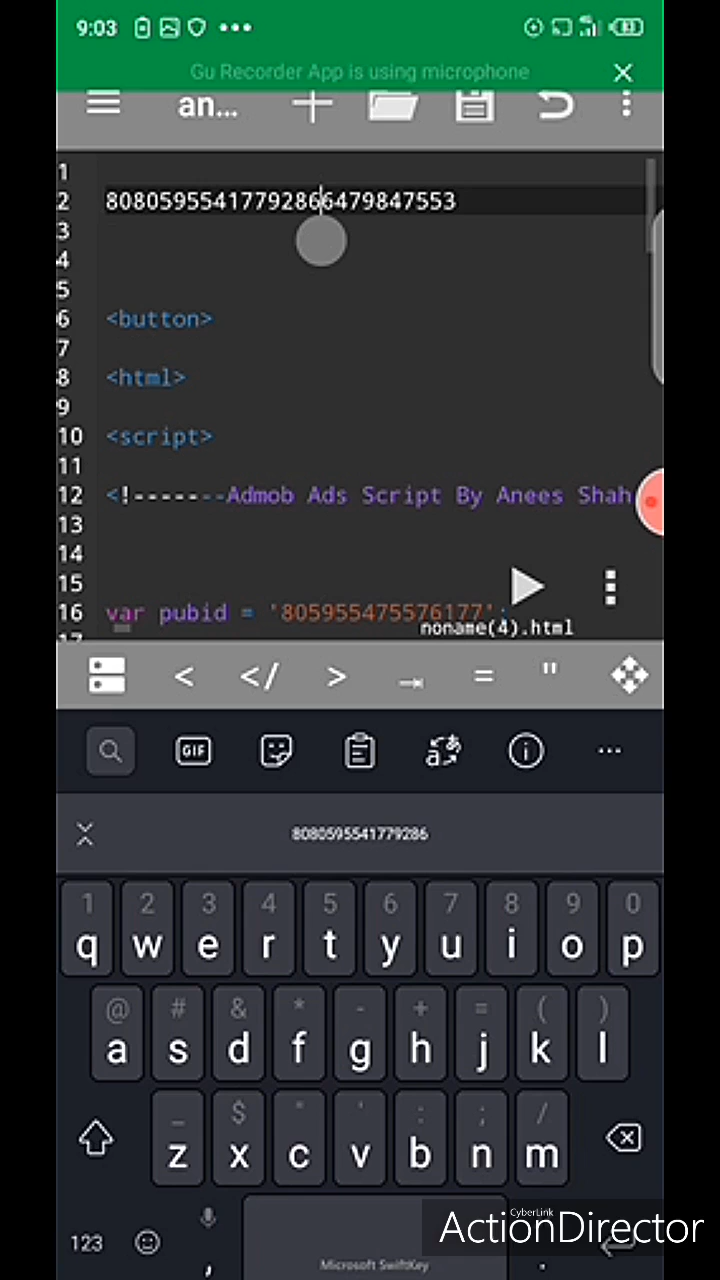 9:03
Gu Recorder App is using microphone
an...
1
2 80805955417792866479847553
3
4
5
6 <button>
7
8 <html>
9
10 <script>
11
12 <!-------Admob Ads Script By Anees Shah
13
14
15
16 var pubid = '805955475576177';
noname(4).html
17
< </ > = "
GIF
8080595541779286
1 2 3 4 5 6 7 8 9 0
q w e r t y u i o p
@ # & * - + = ( )
a s d f g h j k l
_ $ " ' : ; /
z x c v b n m
CyberLink
ActionDirector
123 , .
Microsoft SwiftKey